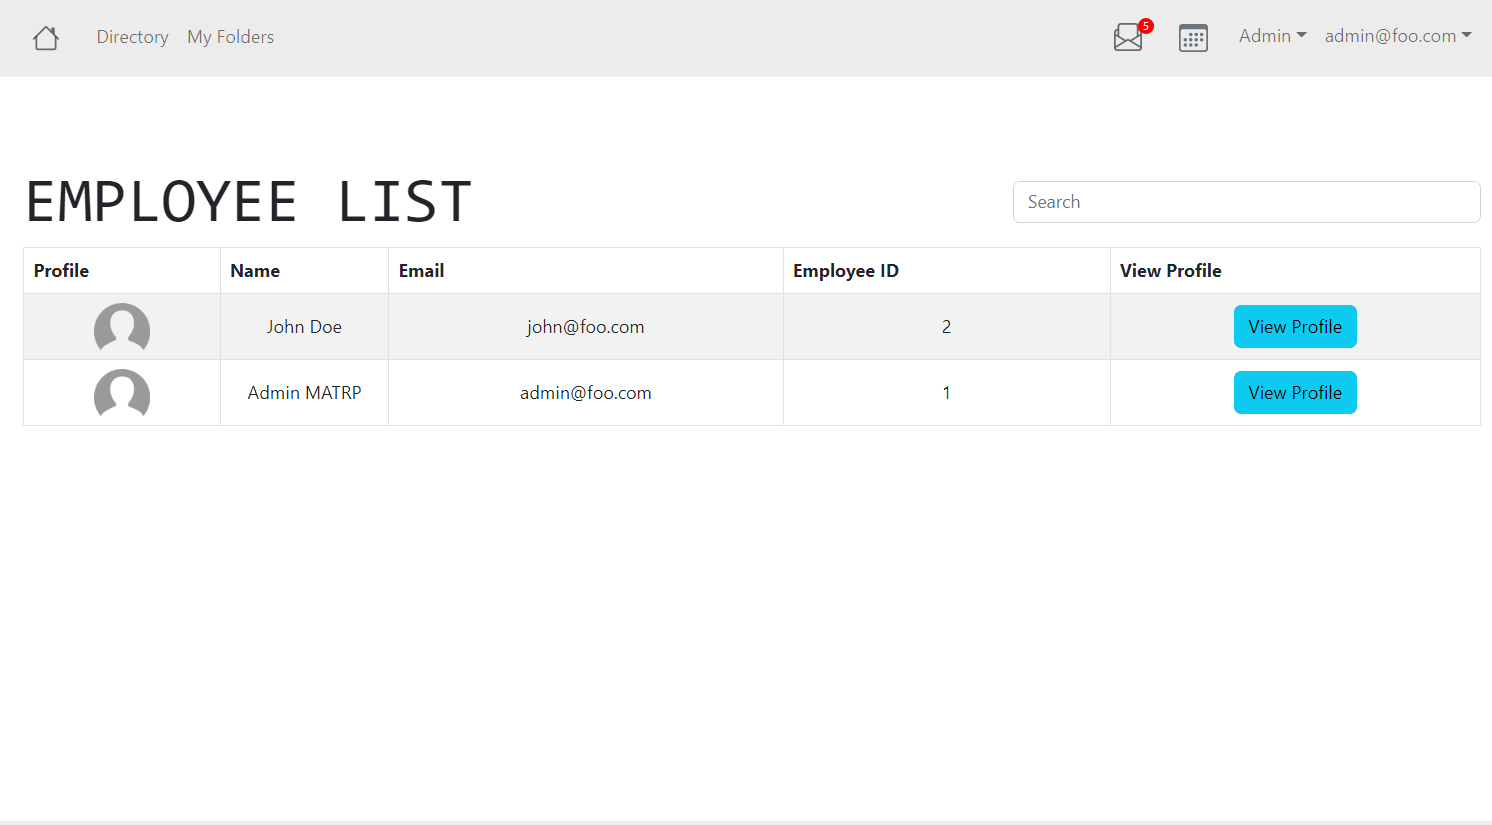 Directory My Folders 5 Admin admin@foo.com
EMPLOYEE LIST Search
Profile Name Email Employee ID View Profile
John Doe john@foo.com 2 View Profile
Admin MATRP admin@foo.com 1 View Profile